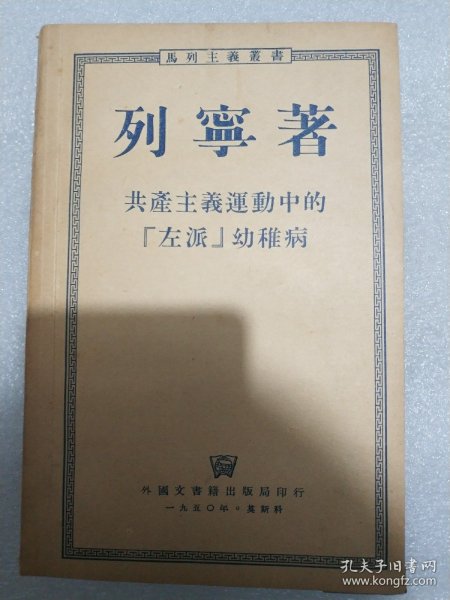 馬列主義叢書
列寧著
共產主義運動中的
『左派』幼稚病
外國文書籍出版局印行
一九五〇年。莫斯科
孔夫子旧书网
www.kongfz.com